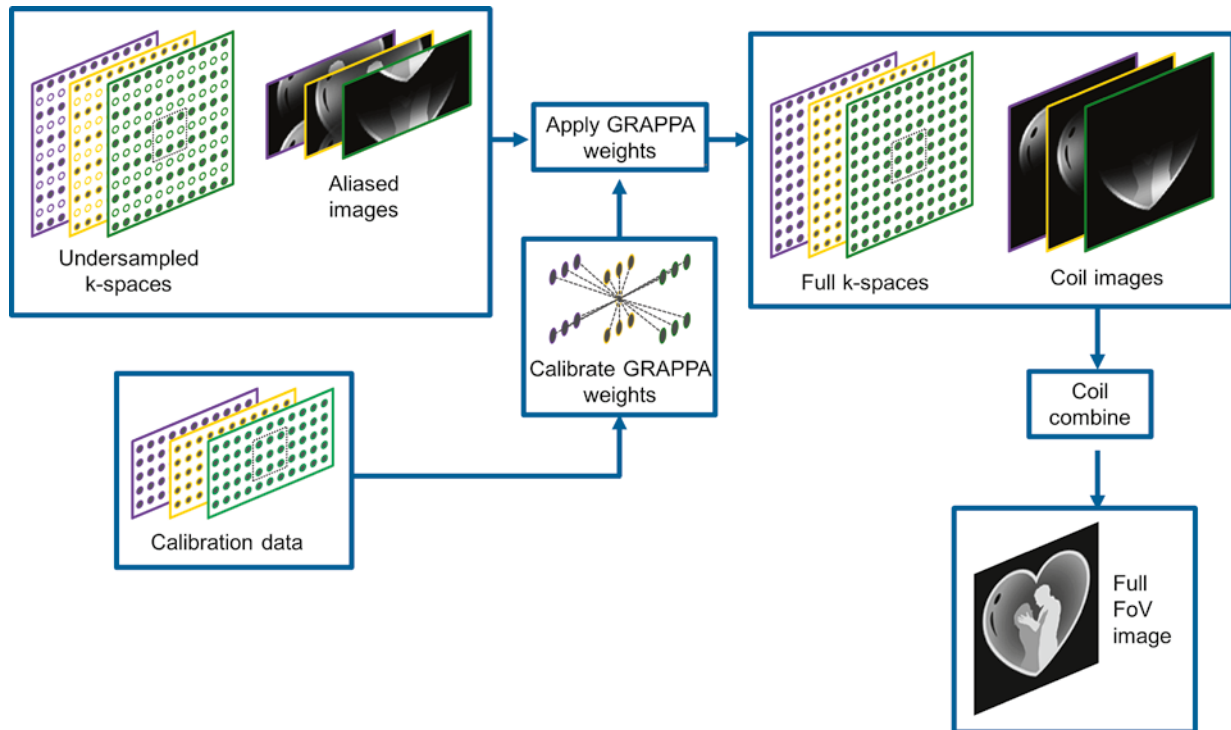 Undersampled
k-spaces
Aliased
images
Apply GRAPPA
weights
Full k-spaces
Coil images
Calibrate GRAPPA
weights
Calibration data
Coil
combine
Full
FoV
image